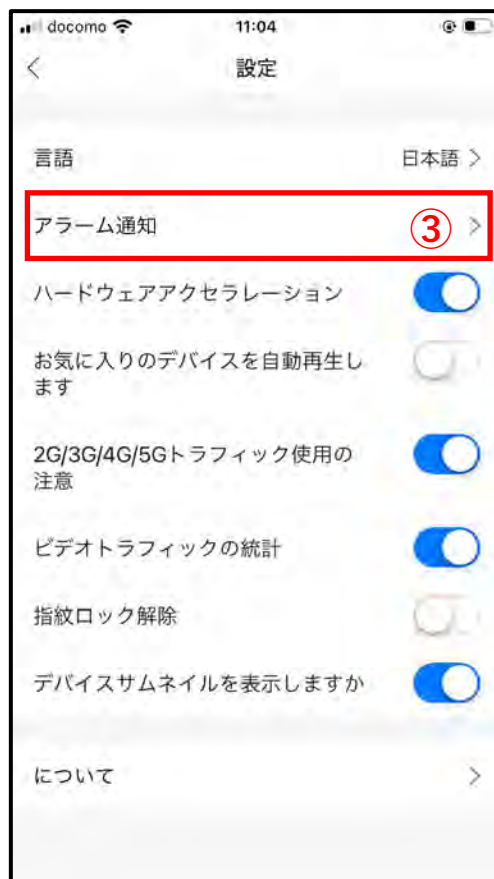 docomo 11:04
設定
言語 日本語
アラーム通知 ③
ハードウェアアクセラレーション
お気に入りのデバイスを自動再生し
ます
2G/3G/4G/5Gトラフィック使用の
注意
ビデオトラフィックの統計
指紋ロック解除
デバイスサムネイルを表示しますか
について